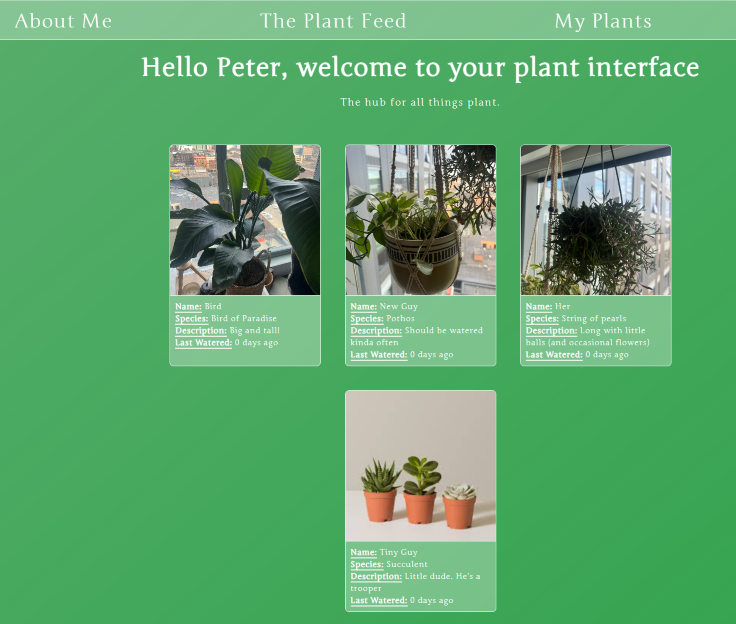 About Me The Plant Feed My Plants
Hello Peter, welcome to your plant interface
The hub for all things plant.
Name: Bird
Species: Bird of Paradise
Description: Big and talll
Last Watered: 0 days ago
Name: New Guy
Species: Pothos
Description: Should be watered
kinda often
Last Watered: 0 days ago
Name: Her
Species: String of pearls
Description: Long with little
balls (and occasional flowers)
Last Watered: 0 days ago
Name: Tiny Guy
Species: Succulent
Description: Little dude. He's a
trooper
Last Watered: 0 days ago